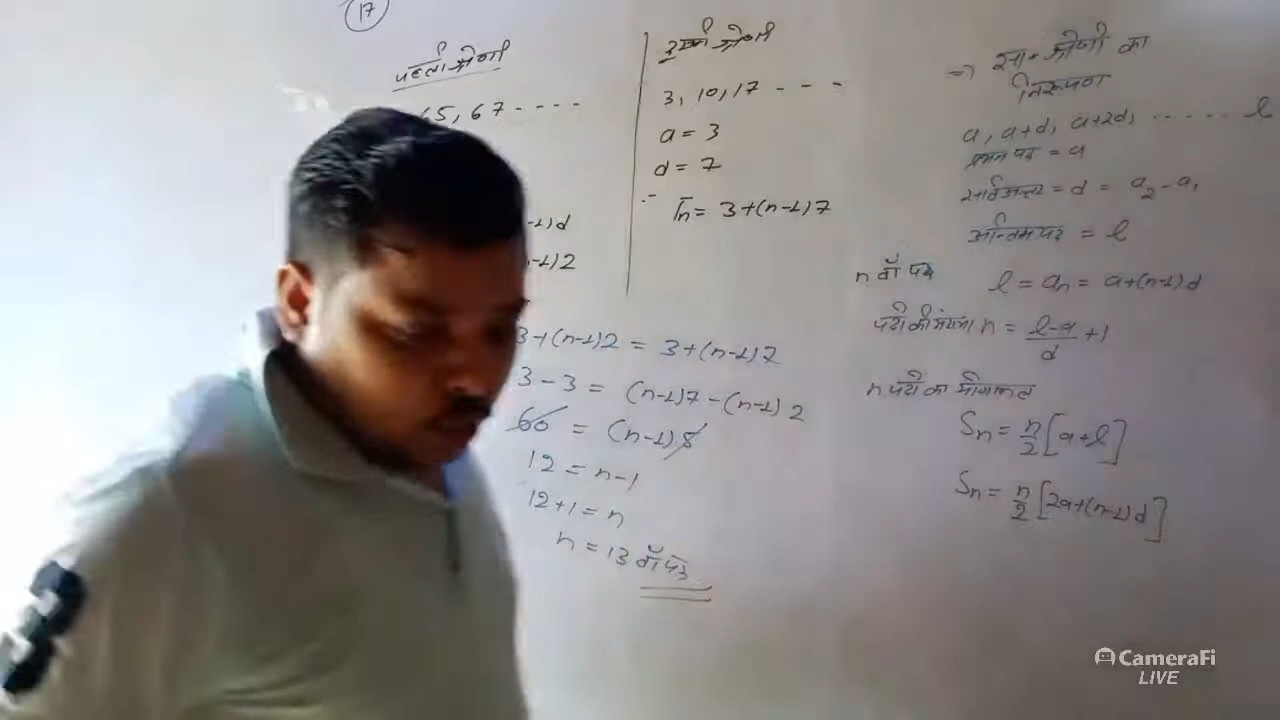 17
पहली श्रेणी
65, 67 - - - -
-1)d
-1)2
3+(n-1)2 = 3+(n-1)7
3 - 3 = (n-1)7 - (n-1)2
60 = (n-1)5
12 = n-1
12+1 = n
n = 13 वाँ पद
दूसरी श्रेणी
3, 10, 17 - - -
a = 3
d = 7
Tn = 3+(n-1)7
⇒ स० श्रेणी का
निरूपण
a, a+d, a+2d, ..... l
प्रथम पद = a
सार्वअन्तर = d = a₂-a₁
अन्तिम पद = l
n वाँ पद l = an = a+(n-1)d
पदों की संख्या n = (l-a)/d +1
n पदों का योगफल
Sn = n/2 [a+l]
Sn = n/2 [2a+(n-1)d]
CameraFi
LIVE